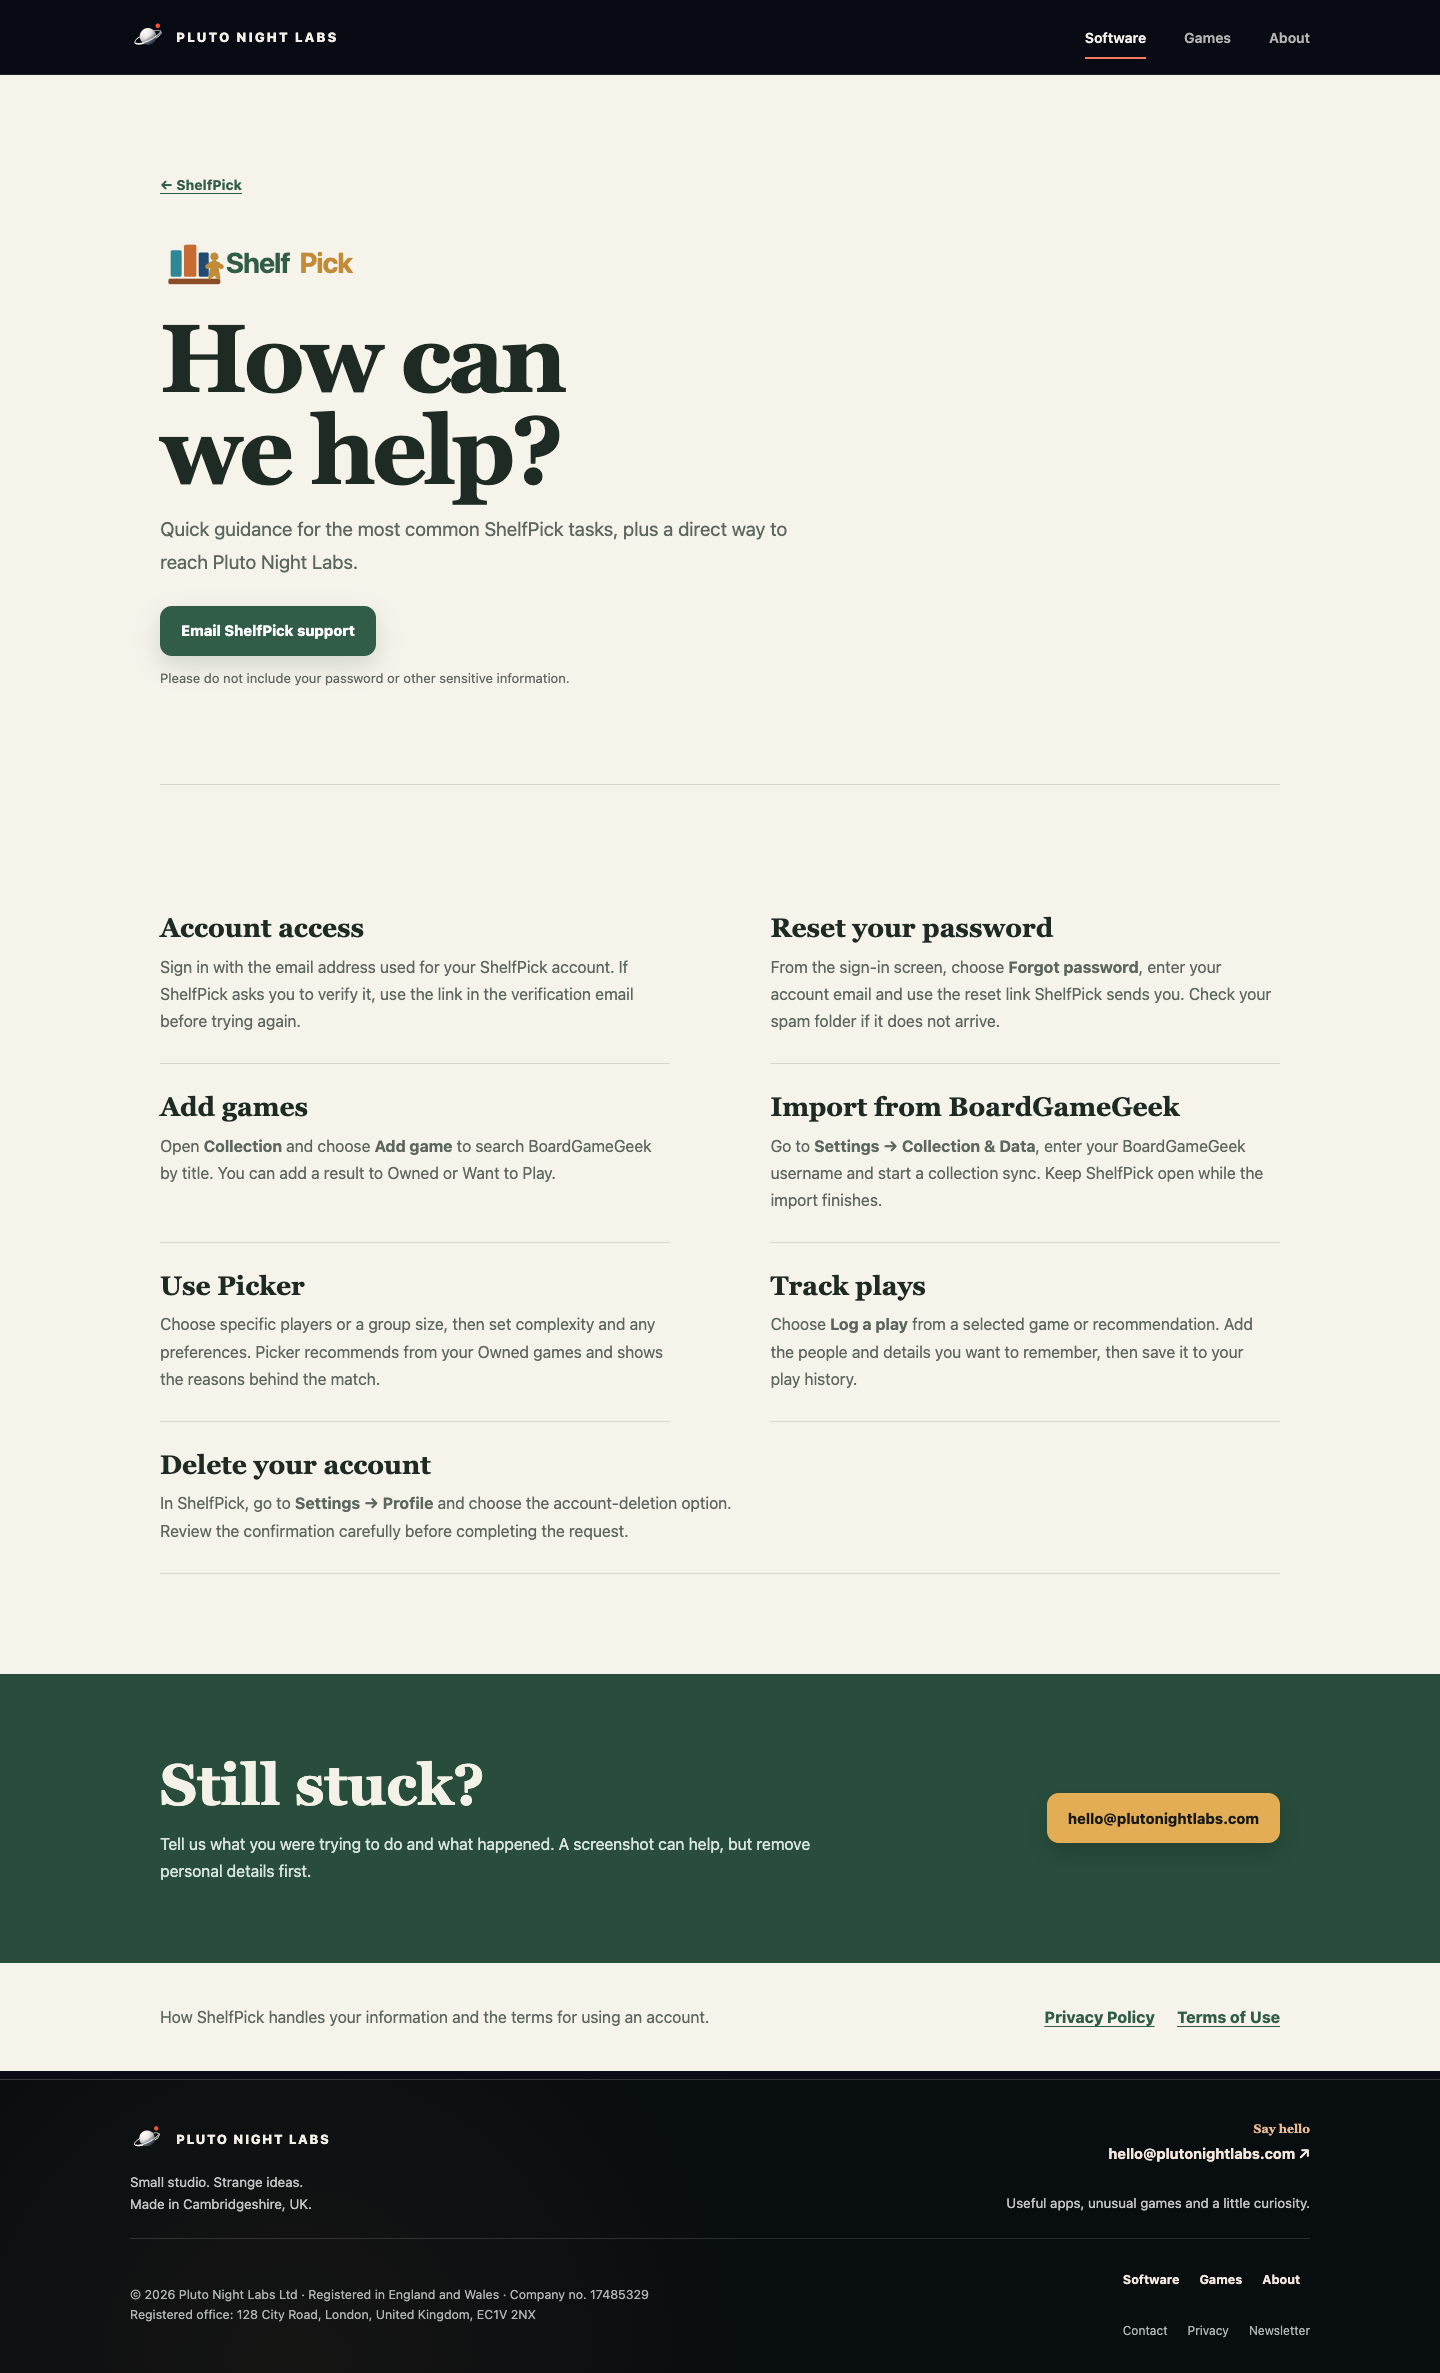 PLUTO NIGHT LABS
Software Games About
← ShelfPick
Shelf Pick
How can
we help?
Quick guidance for the most common ShelfPick tasks, plus a direct way to
reach Pluto Night Labs.
Email ShelfPick support
Please do not include your password or other sensitive information.
Account access
Sign in with the email address used for your ShelfPick account. If
ShelfPick asks you to verify it, use the link in the verification email
before trying again.
Reset your password
From the sign-in screen, choose Forgot password, enter your
account email and use the reset link ShelfPick sends you. Check your
spam folder if it does not arrive.
Add games
Open Collection and choose Add game to search BoardGameGeek
by title. You can add a result to Owned or Want to Play.
Import from BoardGameGeek
Go to Settings → Collection & Data, enter your BoardGameGeek
username and start a collection sync. Keep ShelfPick open while the
import finishes.
Use Picker
Choose specific players or a group size, then set complexity and any
preferences. Picker recommends from your Owned games and shows
the reasons behind the match.
Track plays
Choose Log a play from a selected game or recommendation. Add
the people and details you want to remember, then save it to your
play history.
Delete your account
In ShelfPick, go to Settings → Profile and choose the account-deletion option.
Review the confirmation carefully before completing the request.
Still stuck?
Tell us what you were trying to do and what happened. A screenshot can help, but remove
personal details first.
hello@plutonightlabs.com
How ShelfPick handles your information and the terms for using an account.
Privacy Policy Terms of Use
PLUTO NIGHT LABS
Small studio. Strange ideas.
Made in Cambridgeshire, UK.
Say hello
hello@plutonightlabs.com ↗
Useful apps, unusual games and a little curiosity.
© 2026 Pluto Night Labs Ltd · Registered in England and Wales · Company no. 17485329
Registered office: 128 City Road, London, United Kingdom, EC1V 2NX
Software Games About
Contact Privacy Newsletter